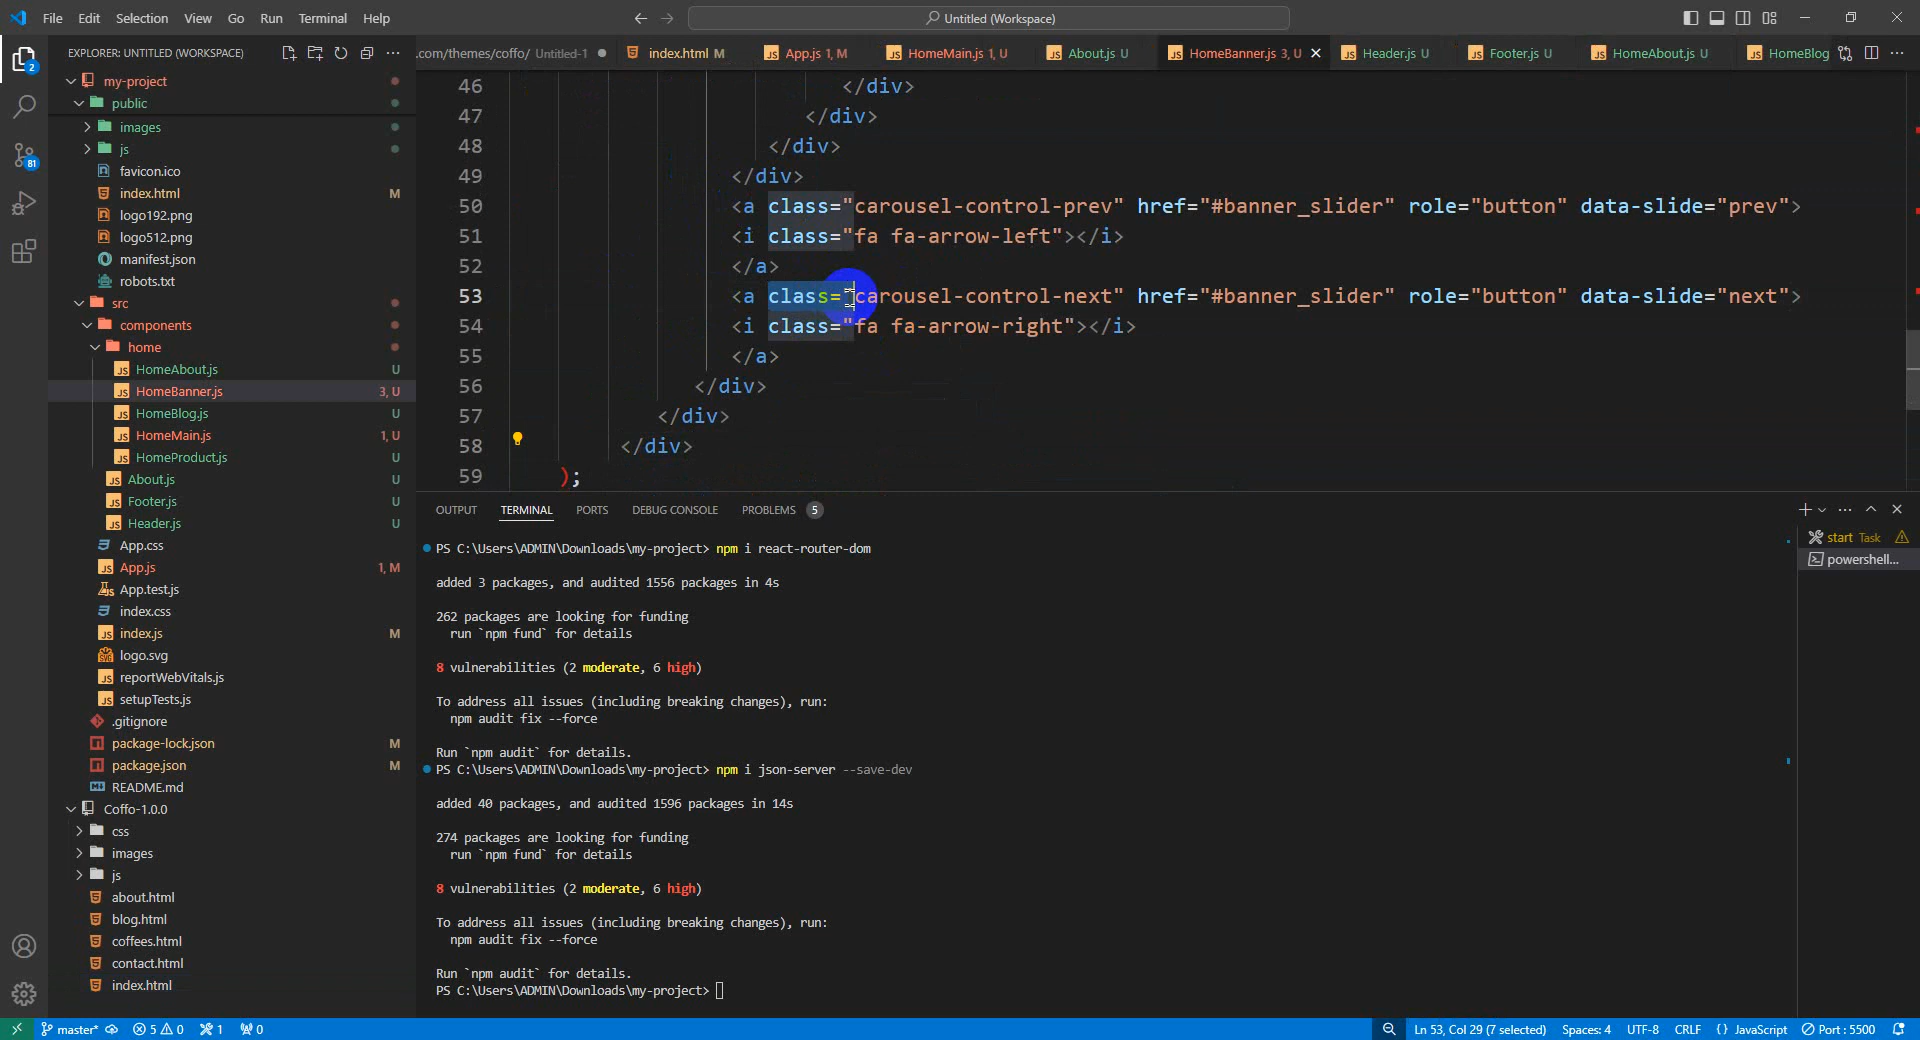 File Edit Selection View Go Run Terminal Help
Untitled (Workspace)
EXPLORER: UNTITLED (WORKSPACE)
.com/themes/coffo/ Untitled-1
index.html M
App.js 1, M
HomeMain.js 1, U
About.js U
HomeBanner.js 3, U
Header.js U
Footer.js U
HomeAbout.js U
HomeBlog
2
81
my-project
public
images
js
favicon.ico
index.html M
logo192.png
logo512.png
manifest.json
robots.txt
src
components
home
HomeAbout.js U
HomeBanner.js 3, U
HomeBlog.js U
HomeMain.js 1, U
HomeProduct.js U
About.js U
Footer.js U
Header.js U
App.css
App.js 1, M
App.test.js
index.css
index.js M
logo.svg
reportWebVitals.js
setupTests.js
.gitignore
package-lock.json M
package.json M
README.md
Coffo-1.0.0
css
images
js
about.html
blog.html
coffees.html
contact.html
index.html
46 </div>
47 </div>
48 </div>
49 </div>
50 <a class="carousel-control-prev" href="#banner_slider" role="button" data-slide="prev">
51 <i class="fa fa-arrow-left"></i>
52 </a>
53 <a class="carousel-control-next" href="#banner_slider" role="button" data-slide="next">
54 <i class="fa fa-arrow-right"></i>
55 </a>
56 </div>
57 </div>
58 </div>
59 );
OUTPUT TERMINAL PORTS DEBUG CONSOLE PROBLEMS 5
PS C:\Users\ADMIN\Downloads\my-project> npm i react-router-dom
added 3 packages, and audited 1556 packages in 4s
262 packages are looking for funding
run `npm fund` for details
8 vulnerabilities (2 moderate, 6 high)
To address all issues (including breaking changes), run:
npm audit fix --force
Run `npm audit` for details.
PS C:\Users\ADMIN\Downloads\my-project> npm i json-server --save-dev
added 40 packages, and audited 1596 packages in 14s
274 packages are looking for funding
run `npm fund` for details
8 vulnerabilities (2 moderate, 6 high)
To address all issues (including breaking changes), run:
npm audit fix --force
Run `npm audit` for details.
PS C:\Users\ADMIN\Downloads\my-project>
start Task
powershell...
master* 5 0 1 0
Ln 53, Col 29 (7 selected) Spaces: 4 UTF-8 CRLF {} JavaScript Port : 5500